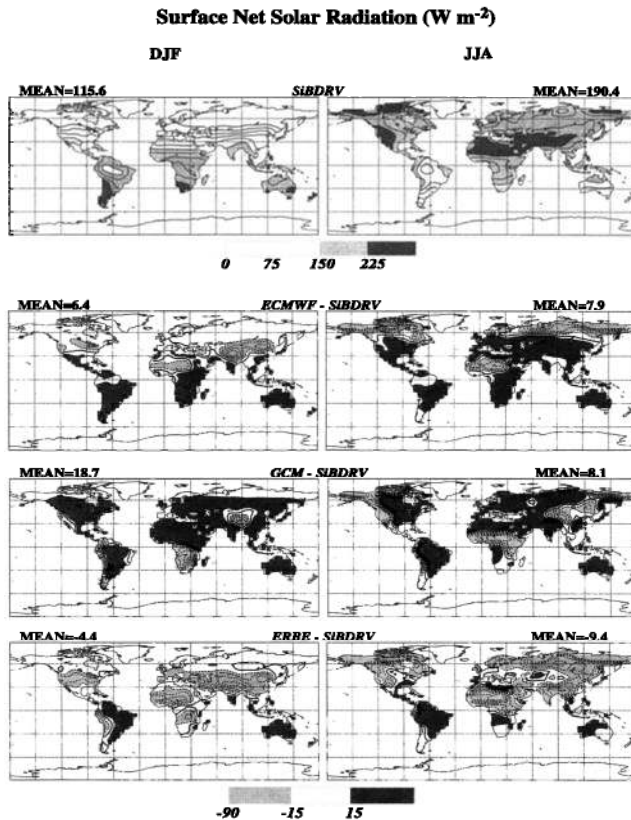 Surface Net Solar Radiation (W m-2)
DJF JJA
MEAN=115.6 SiBDRV MEAN=190.4
0 75 150 225
MEAN=6.4 ECMWF - SiBDRV MEAN=7.9
MEAN=18.7 GCM - SiBDRV MEAN=8.1
MEAN=-4.4 ERBE - SiBDRV MEAN=-9.4
-90 -15 15